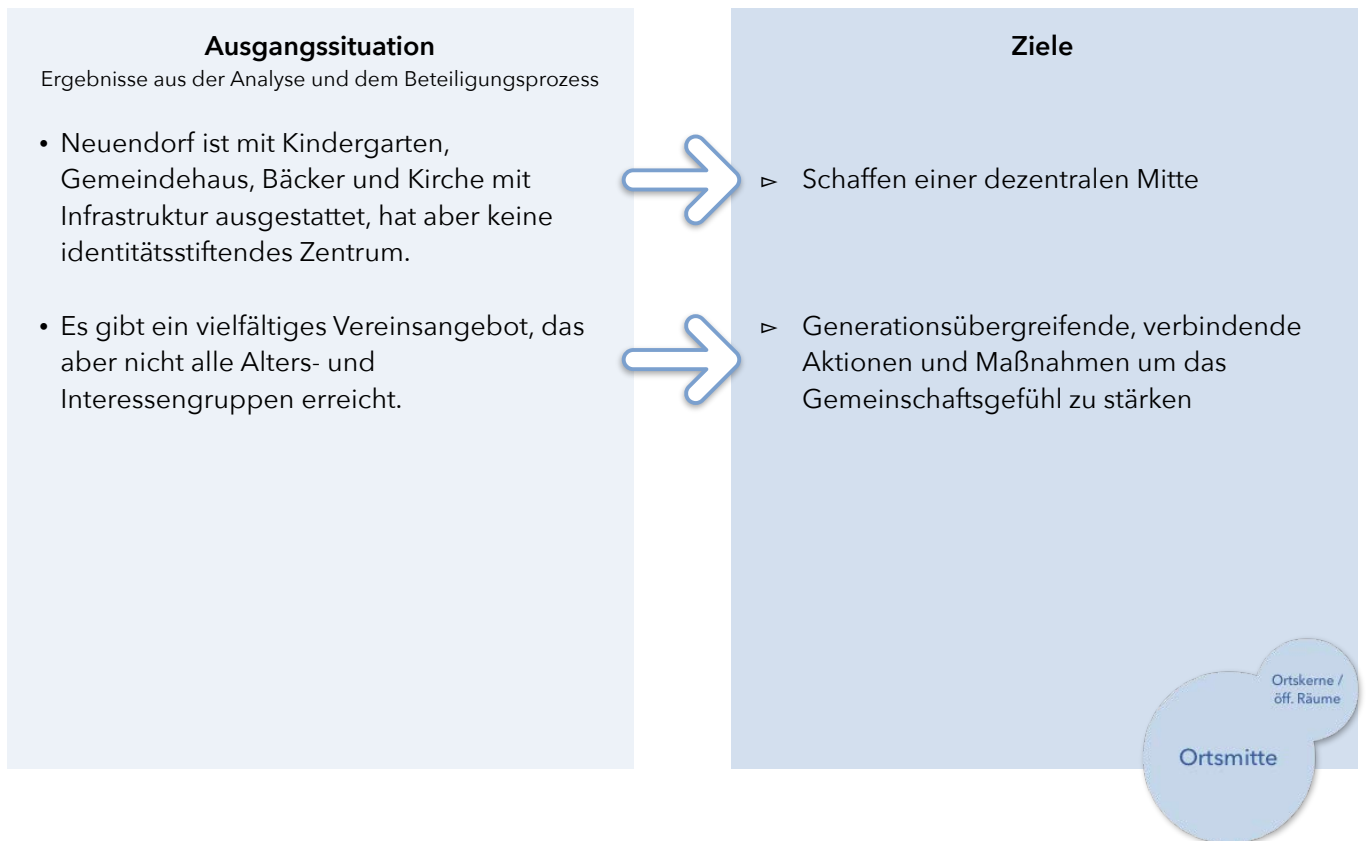 Ausgangssituation
Ergebnisse aus der Analyse und dem Beteiligungsprozess
• Neuendorf ist mit Kindergarten,
Gemeindehaus, Bäcker und Kirche mit
Infrastruktur ausgestattet, hat aber keine
identitätsstiftendes Zentrum.
• Es gibt ein vielfältiges Vereinsangebot, das
aber nicht alle Alters- und
Interessengruppen erreicht.
Ziele
▻ Schaffen einer dezentralen Mitte
▻ Generationsübergreifende, verbindende
Aktionen und Maßnahmen um das
Gemeinschaftsgefühl zu stärken
Ortskerne /
öff. Räume
Ortsmitte